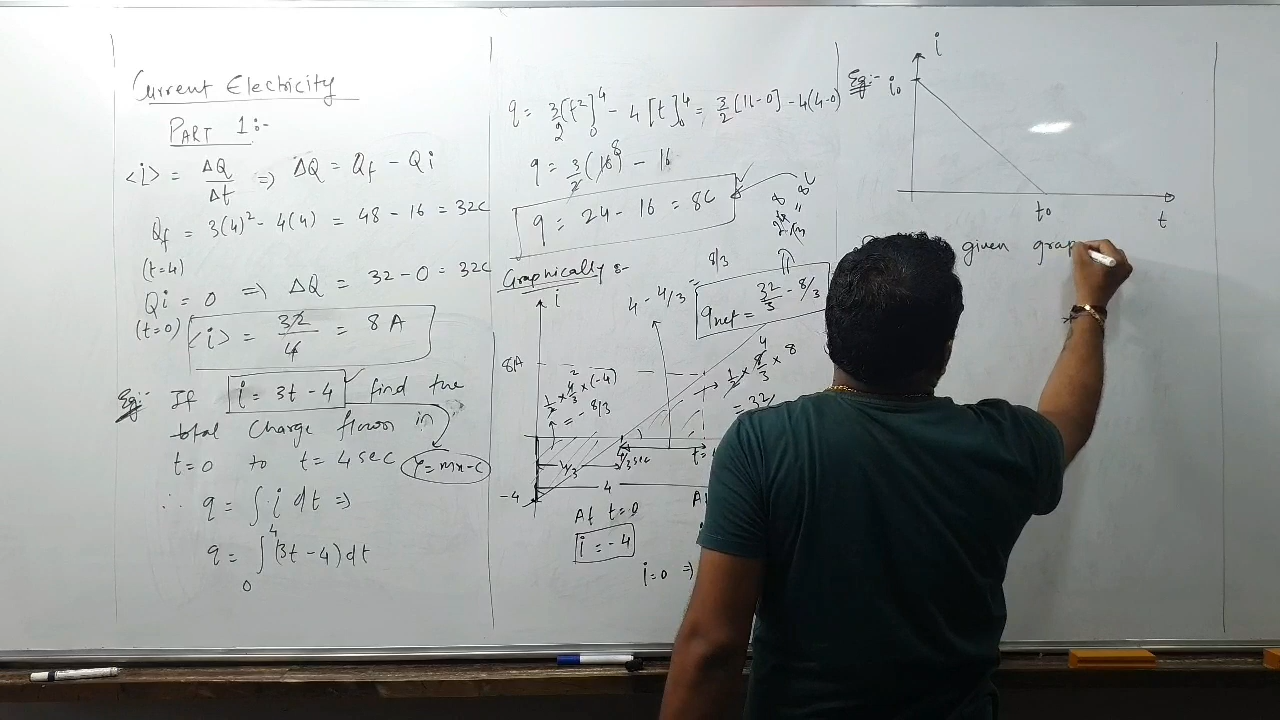 Current Electricity
PART 1:-
<i> = ΔQ/Δt ⇒ ΔQ = Qf - Qi
Qf = 3(4)² - 4(4) = 48 - 16 = 32C
(t=4)
Qi = 0 ⇒ ΔQ = 32 - 0 = 32C
(t=0)
<i> = 32/4 = 8 A
Eg:- If i = 3t - 4 find the
total charge flown in
t=0 to t= 4 sec
Y = mx - c
∴ q = ∫ i dt ⇒
q = ∫₀⁴ (3t - 4) dt
q = 3/2 [t²]₀⁴ - 4 [t]₀⁴ = 3/2 [16-0] - 4(4-0)
q = 3/2 (16) - 16
8
q = 24 - 16 = 8C
Graphically :-
i
8/3
4 - 4/3 =
qnet = 32/3 - 8/3
8A
1/2 × 4/3 × (-4)
2
= - 8/3
4
1/2 × 8/3 × 8
= 32/
4/3
4/3 sec
t=
-4
4
At t = 0
i = -4
i=0 ⇒
Eg:-
i
i₀
t₀
t
given grap